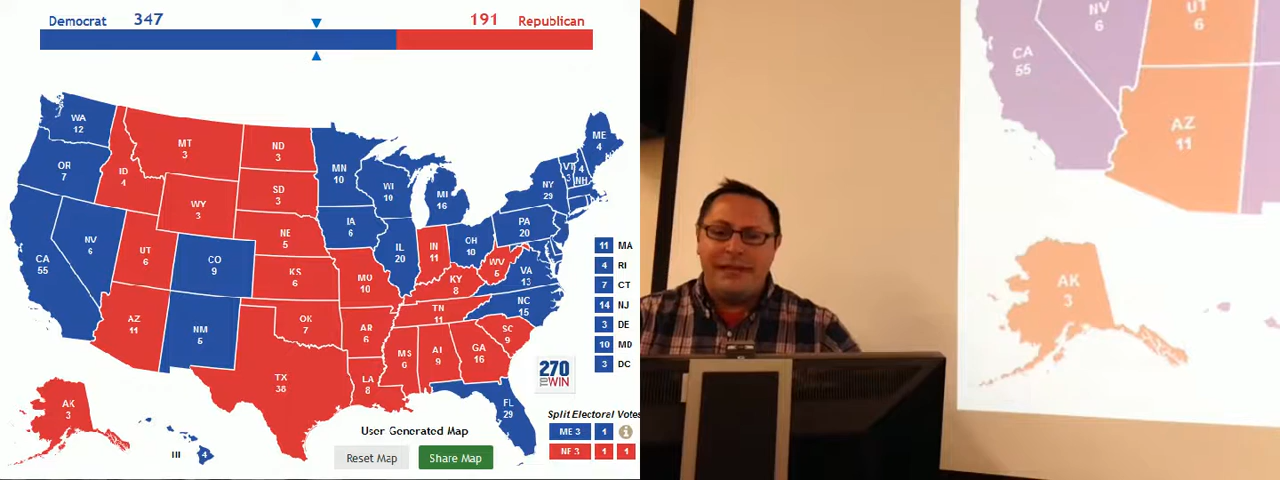 Democrat 347 191 Republican
WA
12
OR
7
CA
55
NV
6
ID
4
MT
3
WY
3
UT
6
AZ
11
CO
9
NM
5
ND
3
SD
3
NE
5
KS
6
OK
7
TX
38
MN
10
IA
6
MO
10
AR
6
LA
8
WI
10
IL
20
MI
16
IN
11
OH
10
KY
8
TN
11
MS
6
Al
9
GA
16
FL
29
SC
9
NC
15
VA
13
WV
5
PA
20
NY
29
VT
3
4
NH
ME
4
AK
3
HI
4
11 MA
4 RI
7 CT
14 NJ
3 DE
10 MD
3 DC
270
TO
WIN
Split Electoral Votes
ME 3 1 i
NE 3 1 1
User Generated Map
Reset Map Share Map
NV
6
UT
6
CA
55
AZ
11
AK
3